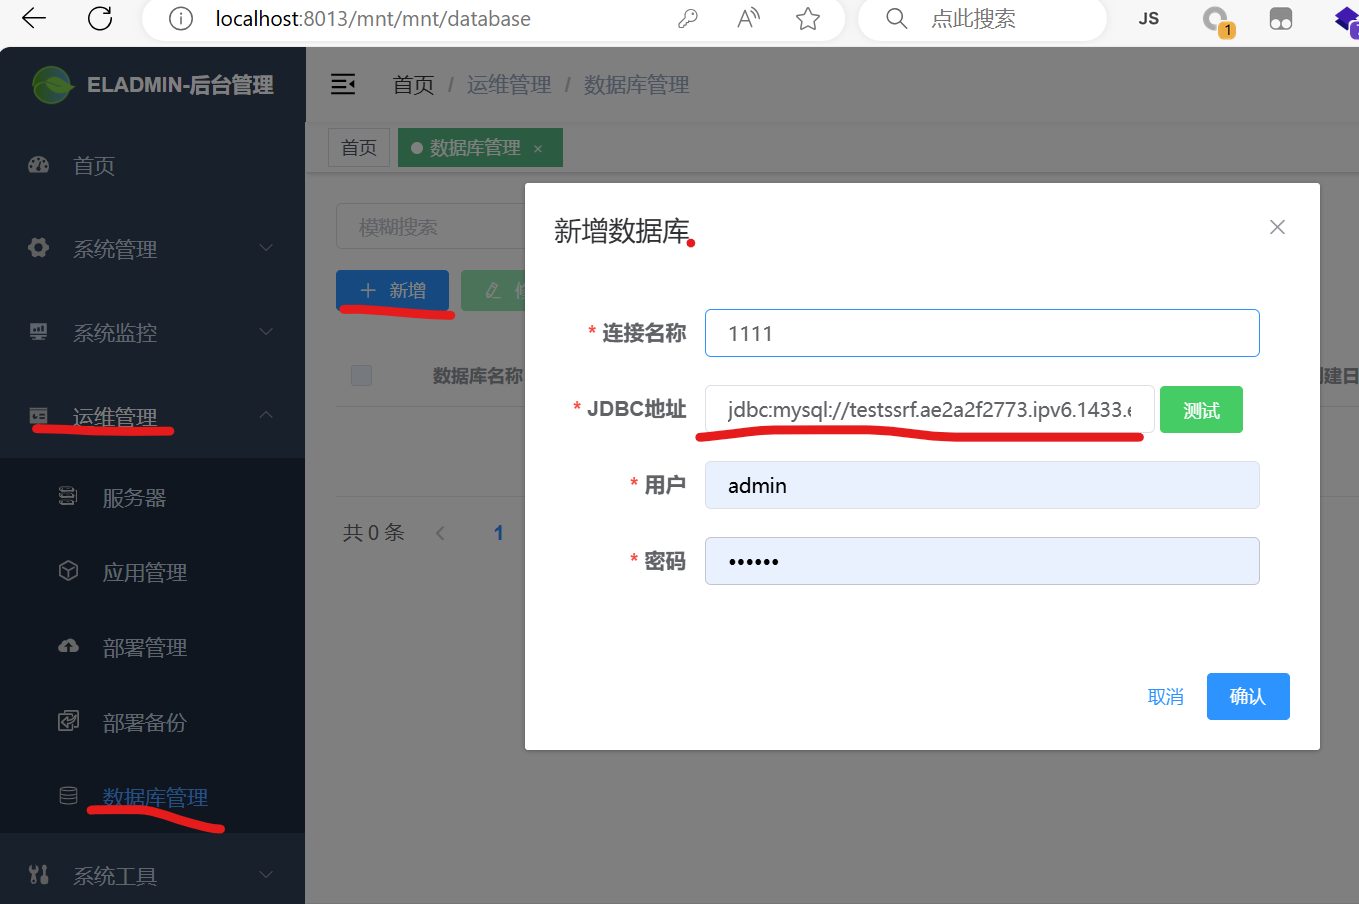 localhost:8013/mnt/mnt/database
点此搜索
JS
1
ELADMIN-后台管理
首页 / 运维管理 / 数据库管理
首页
数据库管理 ×
首页
系统管理
系统监控
运维管理
服务器
应用管理
部署管理
部署备份
数据库管理
系统工具
模糊搜索
新增
数据库名称
建日
共 0 条
1
新增数据库
* 连接名称
1111
* JDBC地址
jdbc:mysql://testssrf.ae2a2f2773.ipv6.1433.e
测试
* 用户
admin
* 密码
••••••
取消
确认